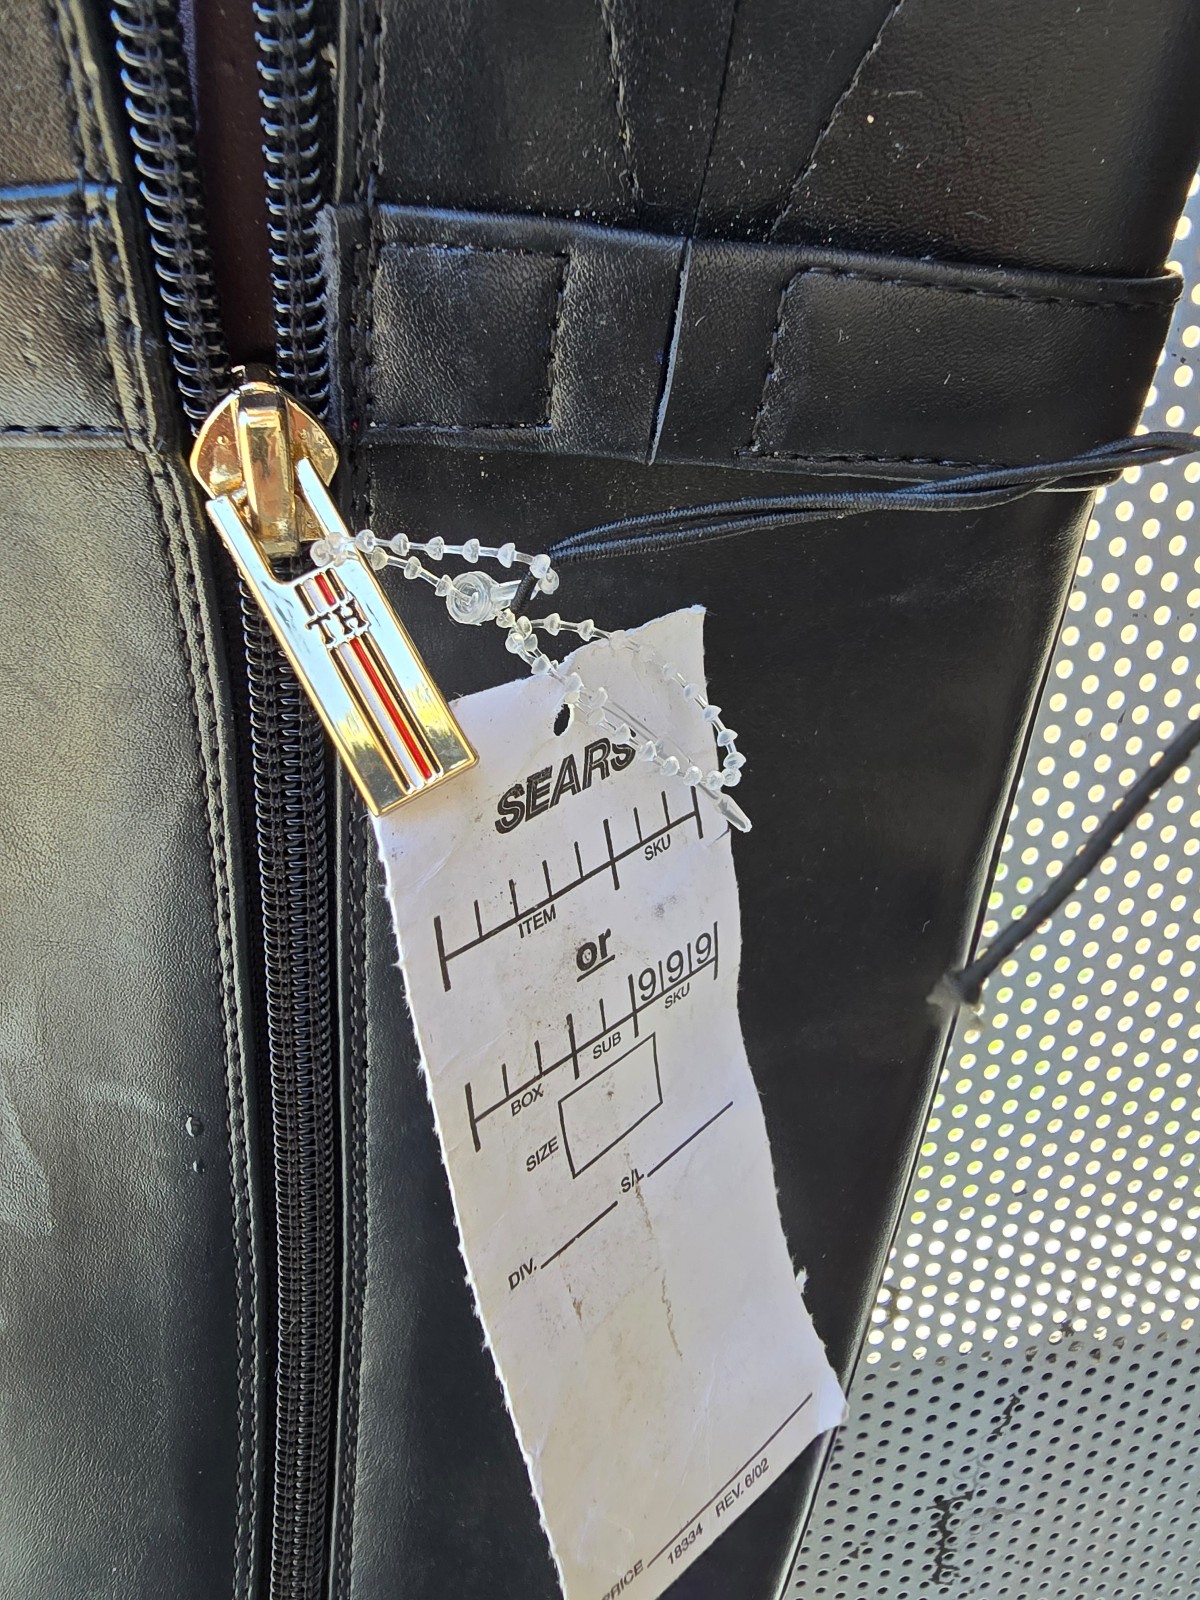 TH
SEARS
SKU
ITEM
or
999
SKU
SUB
BOX
SIZE
S/L
DIV.
PRICE 18334 REV. 6/02